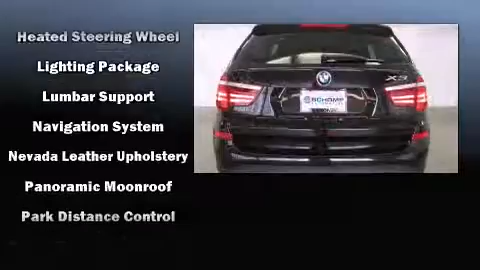 Heated Steering Wheel
Lighting Package
Lumbar Support
Navigation System
Nevada Leather Upholstery
Panoramic Moonroof
Park Distance Control
X3
SCHOMP